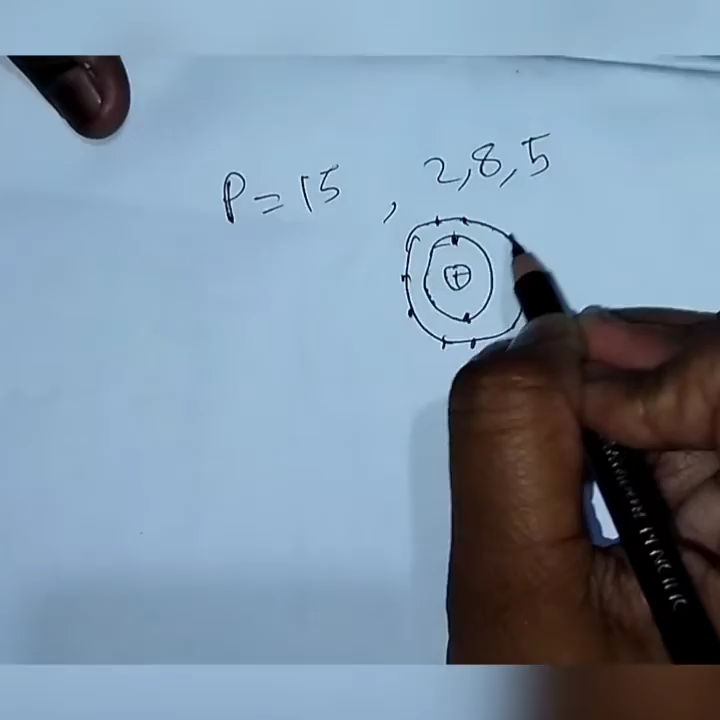 P = 15 , 2,8,5
+